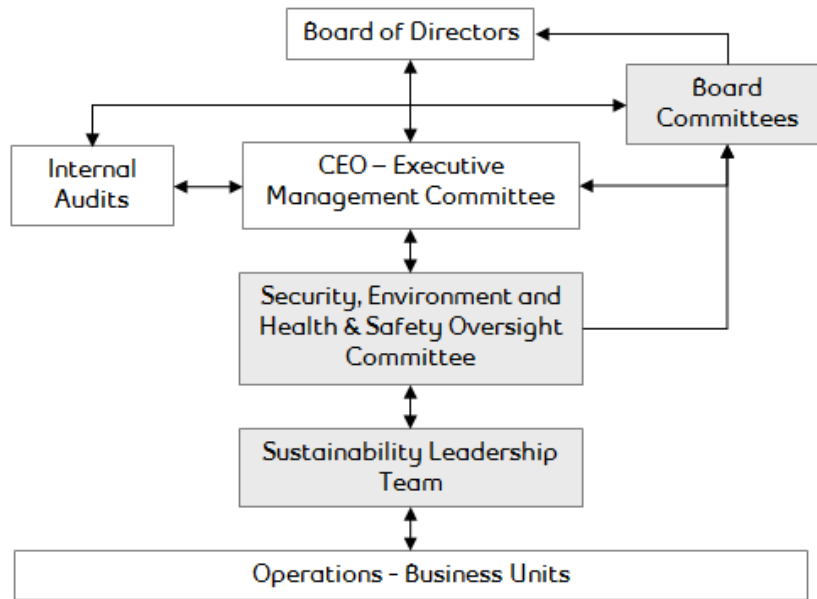 Board of Directors
Board
Committees
Internal
Audits
CEO – Executive
Management Committee
Security, Environment and
Health & Safety Oversight
Committee
Sustainability Leadership
Team
Operations - Business Units